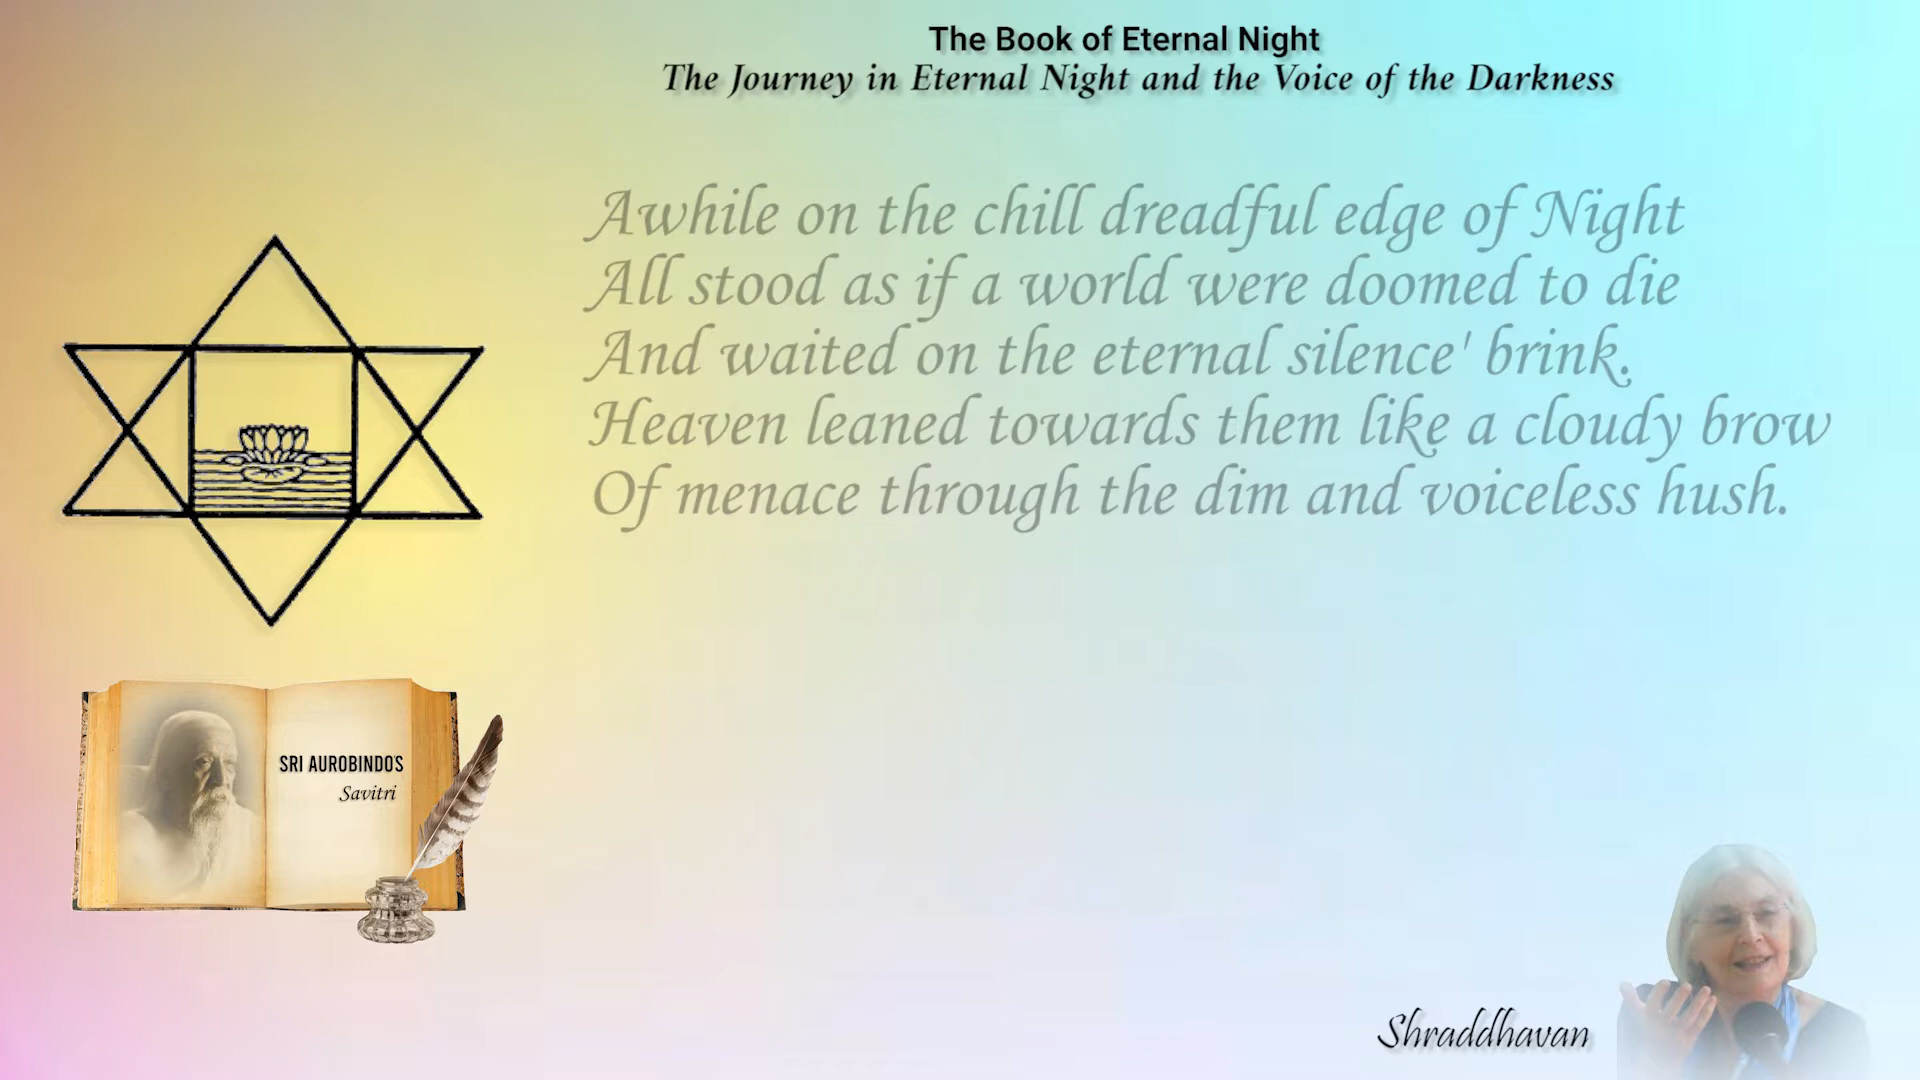 The Book of Eternal Night
The Journey in Eternal Night and the Voice of the Darkness
Awhile on the chill dreadful edge of Night
All stood as if a world were doomed to die
And waited on the eternal silence' brink.
Heaven leaned towards them like a cloudy brow
Of menace through the dim and voiceless hush.
SRI AUROBINDO'S
Savitri
Shraddhavan